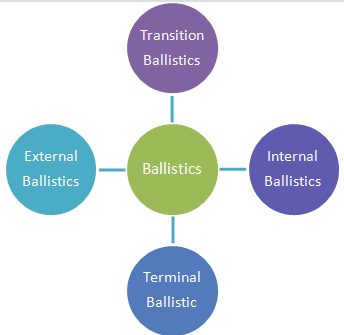 Transition
Ballistics
External
Ballistics
Ballistics
Internal
Ballistics
Terminal
Ballistic